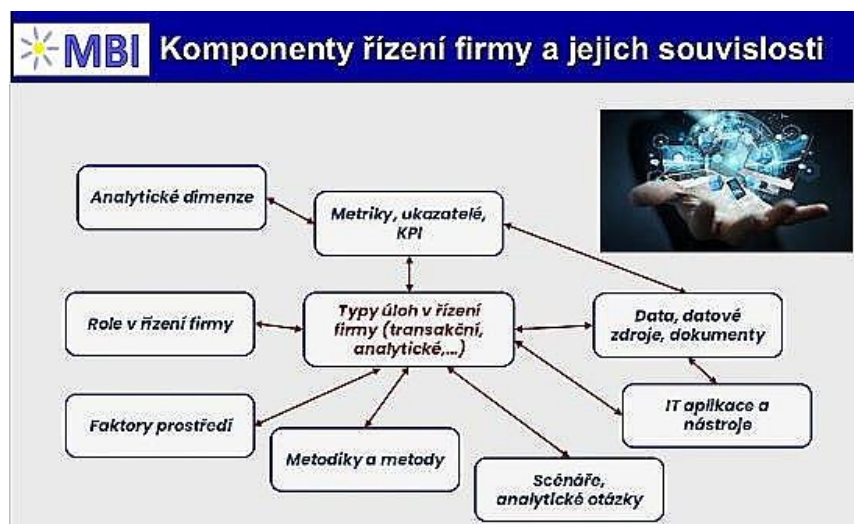 MBI Komponenty řízení firmy a jejich souvislosti
Analytické dimenze
Metriky, ukazatelé,
KPI
Role v řízení firmy
Typy úloh v řízení
firmy (transakční,
analytické,...)
Data, datové
zdroje, dokumenty
Faktory prostředí
Metodiky a metody
Scénáře,
analytické otázky
IT aplikace a
nástroje